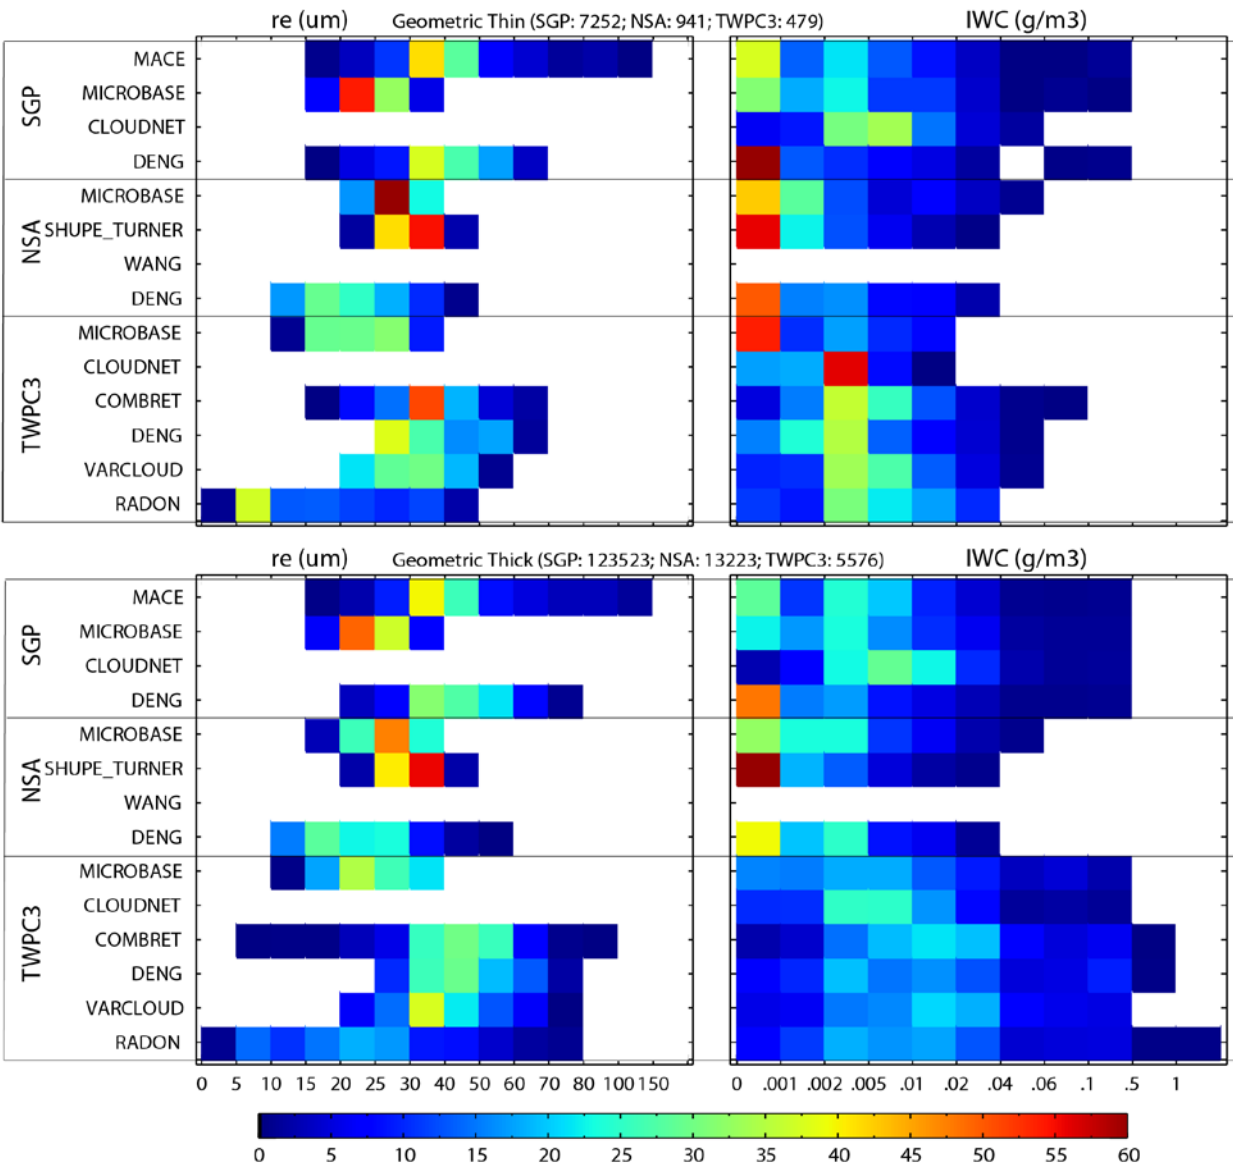 re (um) Geometric Thin (SGP: 7252; NSA: 941; TWPC3: 479) IWC (g/m3)
SGP
MACE
MICROBASE
CLOUDNET
DENG
NSA
MICROBASE
SHUPE_TURNER
WANG
DENG
TWPC3
MICROBASE
CLOUDNET
COMBRET
DENG
VARCLOUD
RADON
re (um) Geometric Thick (SGP: 123523; NSA: 13223; TWPC3: 5576) IWC (g/m3)
SGP
MACE
MICROBASE
CLOUDNET
DENG
NSA
MICROBASE
SHUPE_TURNER
WANG
DENG
TWPC3
MICROBASE
CLOUDNET
COMBRET
DENG
VARCLOUD
RADON
0 5 10 15 20 25 30 40 50 60 70 80 100 150 0 .001 .002 .005 .01 .02 .04 .06 .1 .5 1
0 5 10 15 20 25 30 35 40 45 50 55 60